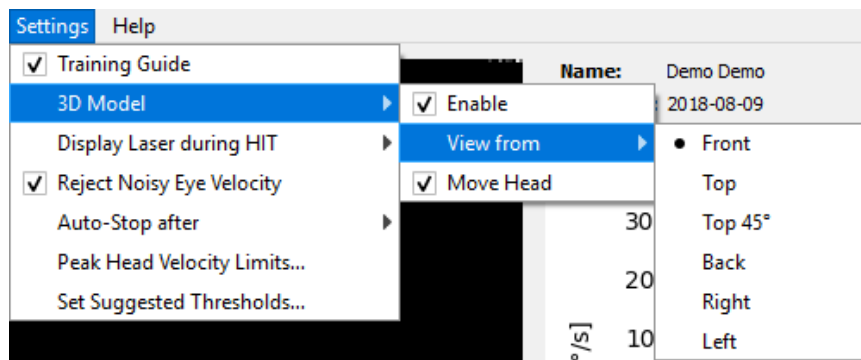 Settings Help
Training Guide
3D Model
Display Laser during HIT
Reject Noisy Eye Velocity
Auto-Stop after
Peak Head Velocity Limits...
Set Suggested Thresholds...
Enable
View from
Move Head
Front
Top
Top 45°
Back
Right
Left
Name: Demo Demo
: 2018-08-09
30
20
10
°/s]